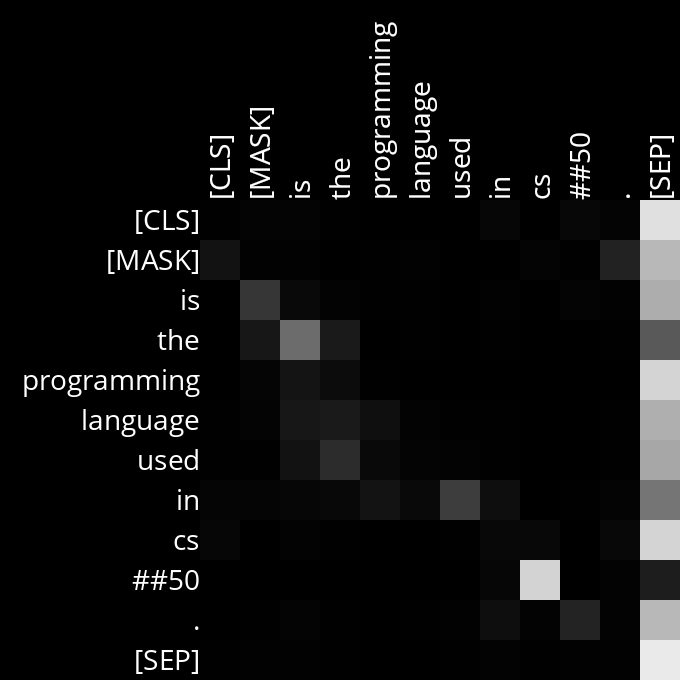 [CLS]
[MASK]
is
the
programming
language
used
in
cs
##50
.
[SEP]
[CLS]
[MASK]
is
the
programming
language
used
in
cs
##50
.
[SEP]